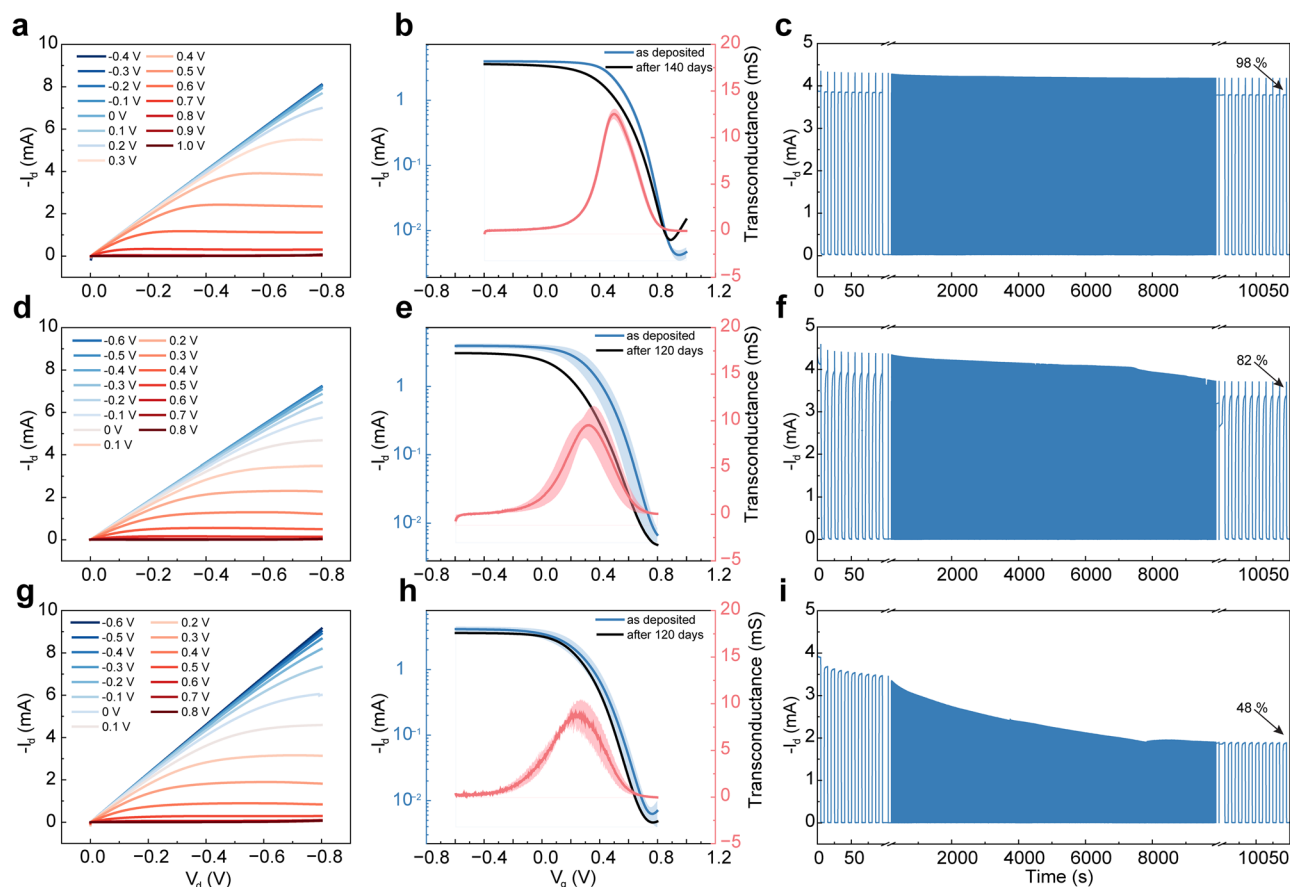 a
-I_d (mA)
10
8
6
4
2
0
-0.4 V 0.4 V
-0.3 V 0.5 V
-0.2 V 0.6 V
-0.1 V 0.7 V
0 V 0.8 V
0.1 V 0.9 V
0.2 V 1.0 V
0.3 V
0.0 −0.2 −0.4 −0.6 −0.8
b
-I_d (mA)
1
10⁻¹
10⁻²
as deposited
after 140 days
Transconductance (mS)
20
15
10
5
0
−5
−0.8 −0.4 0.0 0.4 0.8 1.2
c
-I_d (mA)
5
4
3
2
1
0
98 %
0 50 2000 4000 6000 8000 10050
d
-I_d (mA)
10
8
6
4
2
0
-0.6 V 0.2 V
-0.5 V 0.3 V
-0.4 V 0.4 V
-0.3 V 0.5 V
-0.2 V 0.6 V
-0.1 V 0.7 V
0 V 0.8 V
0.1 V
0.0 −0.2 −0.4 −0.6 −0.8
e
-I_d (mA)
1
10⁻¹
10⁻²
as deposited
after 120 days
Transconductance (mS)
20
15
10
5
0
−5
−0.8 −0.4 0.0 0.4 0.8 1.2
f
-I_d (mA)
5
4
3
2
1
0
82 %
0 50 2000 4000 6000 8000 10050
g
-I_d (mA)
10
8
6
4
2
0
-0.6 V 0.2 V
-0.5 V 0.3 V
-0.4 V 0.4 V
-0.3 V 0.5 V
-0.2 V 0.6 V
-0.1 V 0.7 V
0 V 0.8 V
0.1 V
0.0 −0.2 −0.4 −0.6 −0.8
V_d (V)
h
-I_d (mA)
1
10⁻¹
10⁻²
as deposited
after 120 days
Transconductance (mS)
20
15
10
5
0
−5
−0.8 −0.4 0.0 0.4 0.8 1.2
V_g (V)
i
-I_d (mA)
5
4
3
2
1
0
48 %
0 50 2000 4000 6000 8000 10050
Time (s)